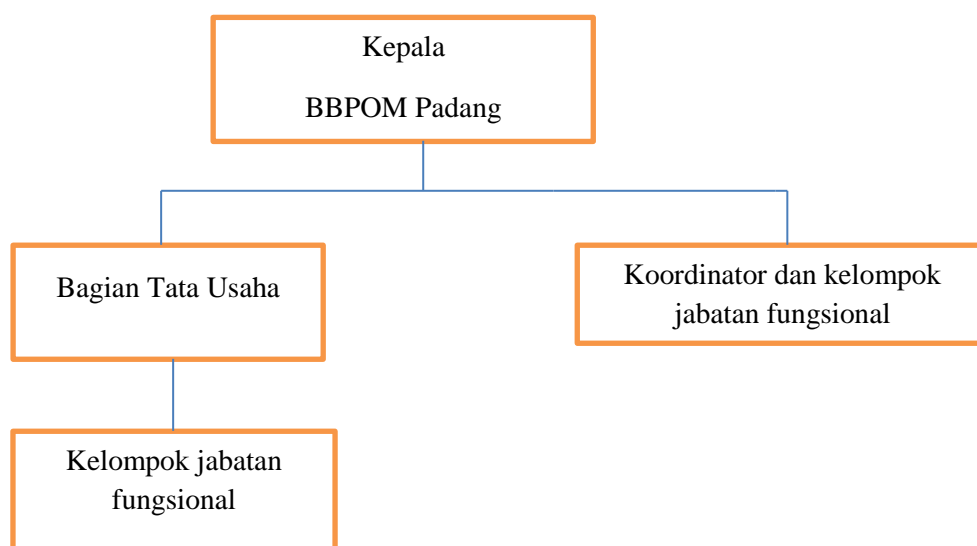 Kepala
BBPOM Padang
Bagian Tata Usaha
Koordinator dan kelompok
jabatan fungsional
Kelompok jabatan
fungsional